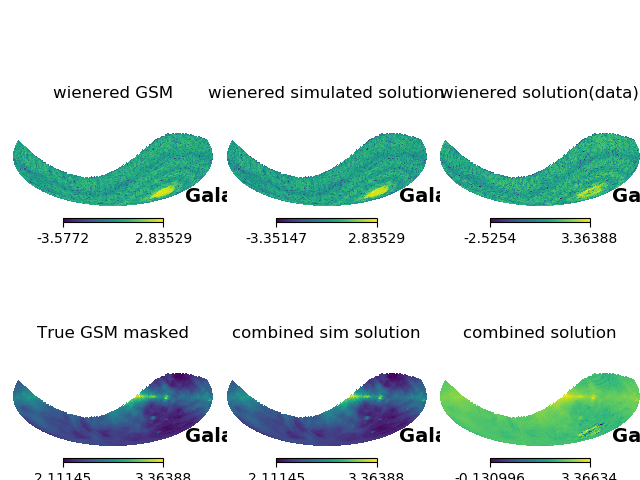 wienered GSM
wienered simulated solution
wienered solution(data)
Gala
Gala
Ga
-3.5772 2.83529
-3.35147 2.83529
-2.5254 3.36388
True GSM masked
combined sim solution
combined solution
Gala
Gala
Ga
2.11145 3.36388
2.11145 3.36388
-0.130996 3.36634